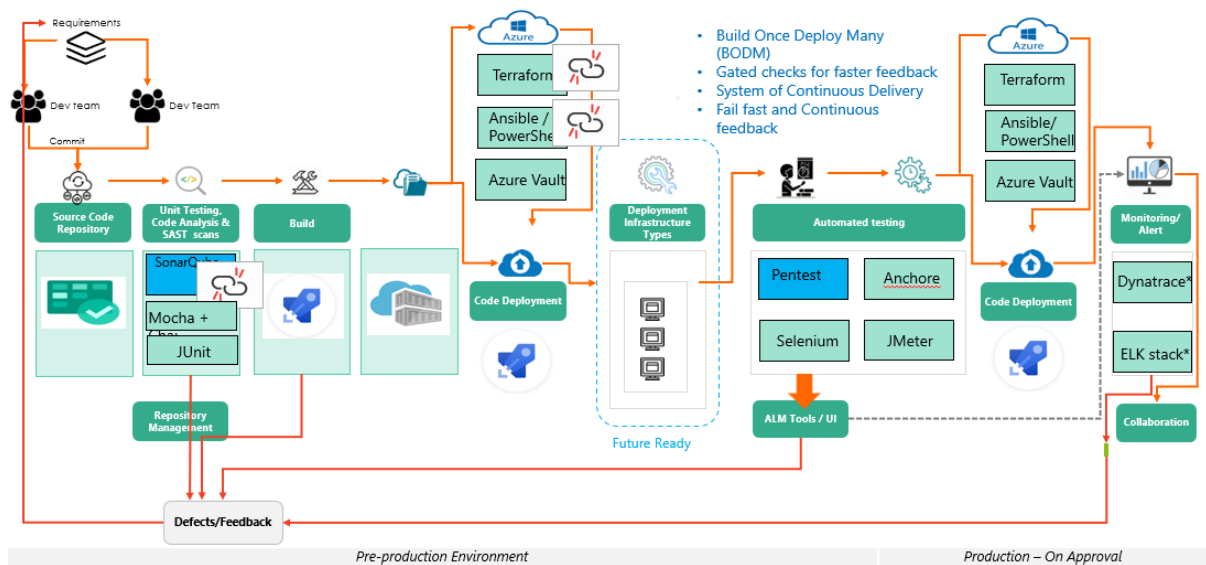 Requirements
Dev team
Dev Team
Commit
Source Code
Repository
Unit Testing,
Code Analysis &
SAST scans
Build
SonarQube
Mocha +
JUnit
Repository
Management
Azure
Terraform
Ansible /
PowerShell
Azure Vault
Code Deployment
• Build Once Deploy Many
(BODM)
• Gated checks for faster feedback
• System of Continuous Delivery
• Fail fast and Continuous
feedback
Deployment
Infrastructure
Types
Future Ready
Automated testing
Pentest
Anchore
Selenium
JMeter
ALM Tools / UI
Azure
Terraform
Ansible/
PowerShell
Azure Vault
Code Deployment
Monitoring/
Alert
Dynatrace*
ELK stack*
Collaboration
Defects/Feedback
Pre-production Environment
Production – On Approval